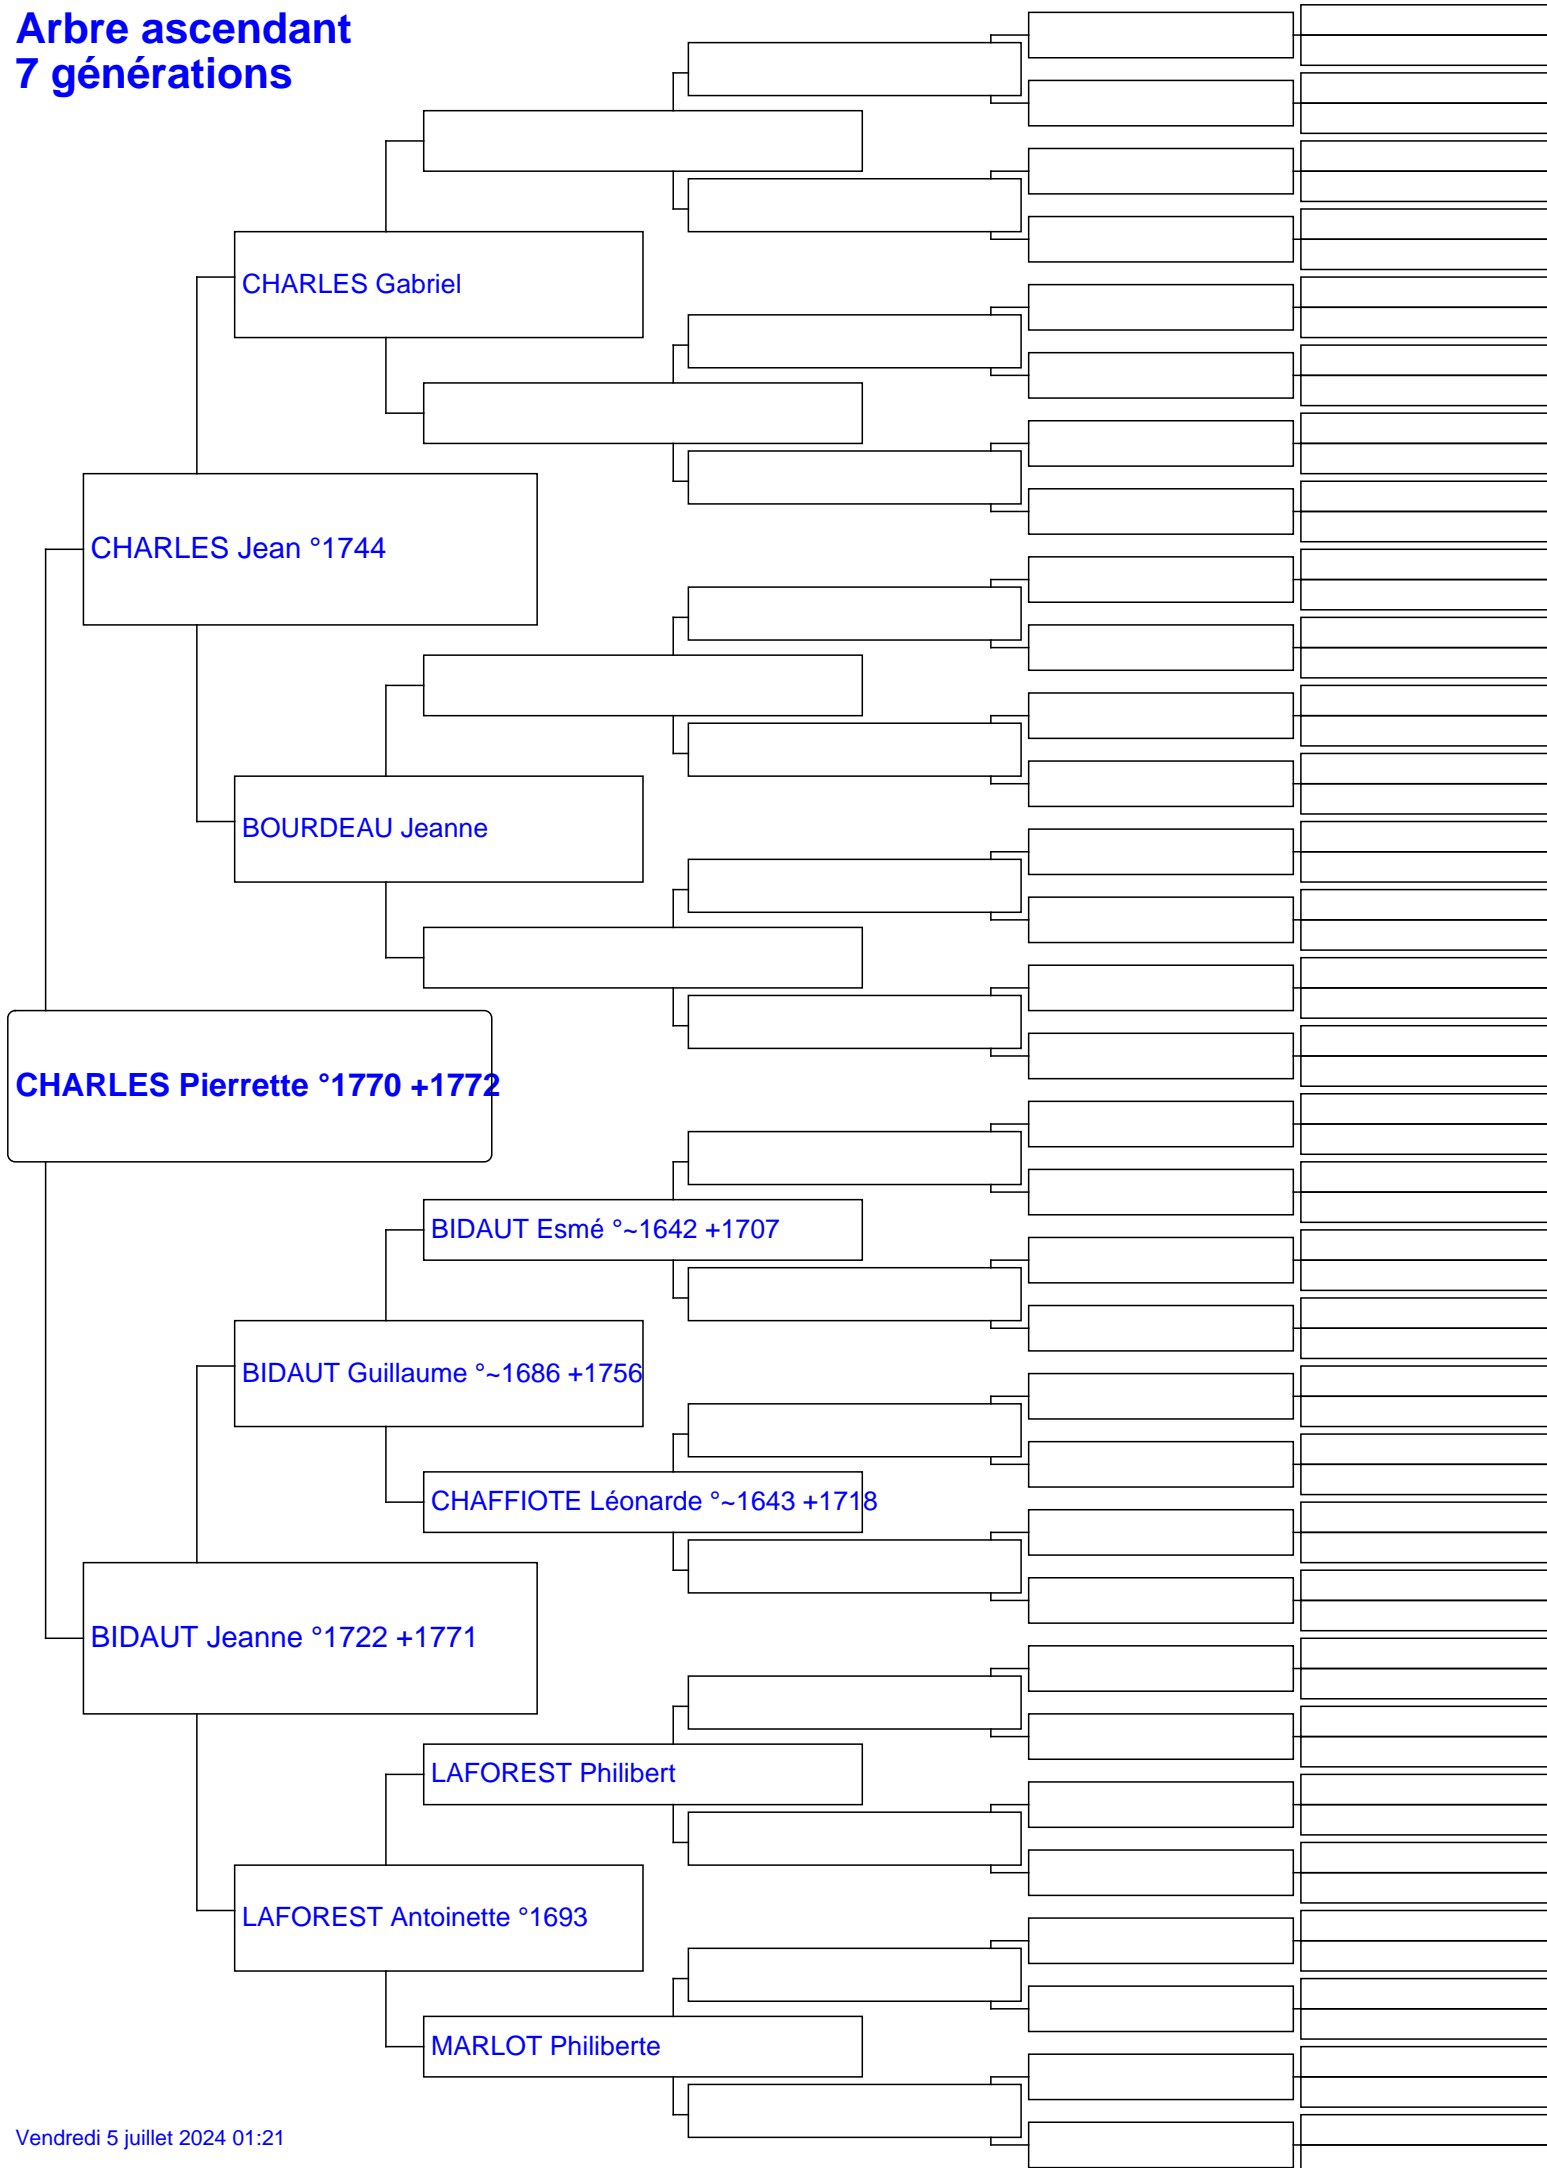 Arbre ascendant
7 générations
CHARLES Gabriel
CHARLES Jean °1744
BOURDEAU Jeanne
CHARLES Pierrette °1770 +1772
BIDAUT Esmé °~1642 +1707
BIDAUT Guillaume °~1686 +1756
CHAFFIOTE Léonarde °~1643 +1718
BIDAUT Jeanne °1722 +1771
LAFOREST Philibert
LAFOREST Antoinette °1693
MARLOT Philiberte
Vendredi 5 juillet 2024 01:21